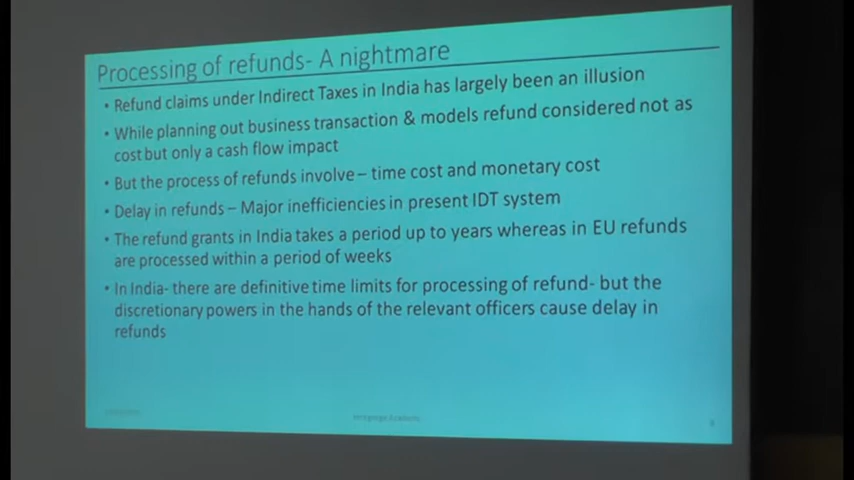 Processing of refunds- A nightmare
• Refund claims under Indirect Taxes in India has largely been an illusion
• While planning out business transaction & models refund considered not as
cost but only a cash flow impact
• But the process of refunds involve – time cost and monetary cost
• Delay in refunds – Major inefficiencies in present IDT system
• The refund grants in India takes a period up to years whereas in EU refunds
are processed within a period of weeks
• In India- there are definitive time limits for processing of refund- but the
discretionary powers in the hands of the relevant officers cause delay in
refunds
Academy